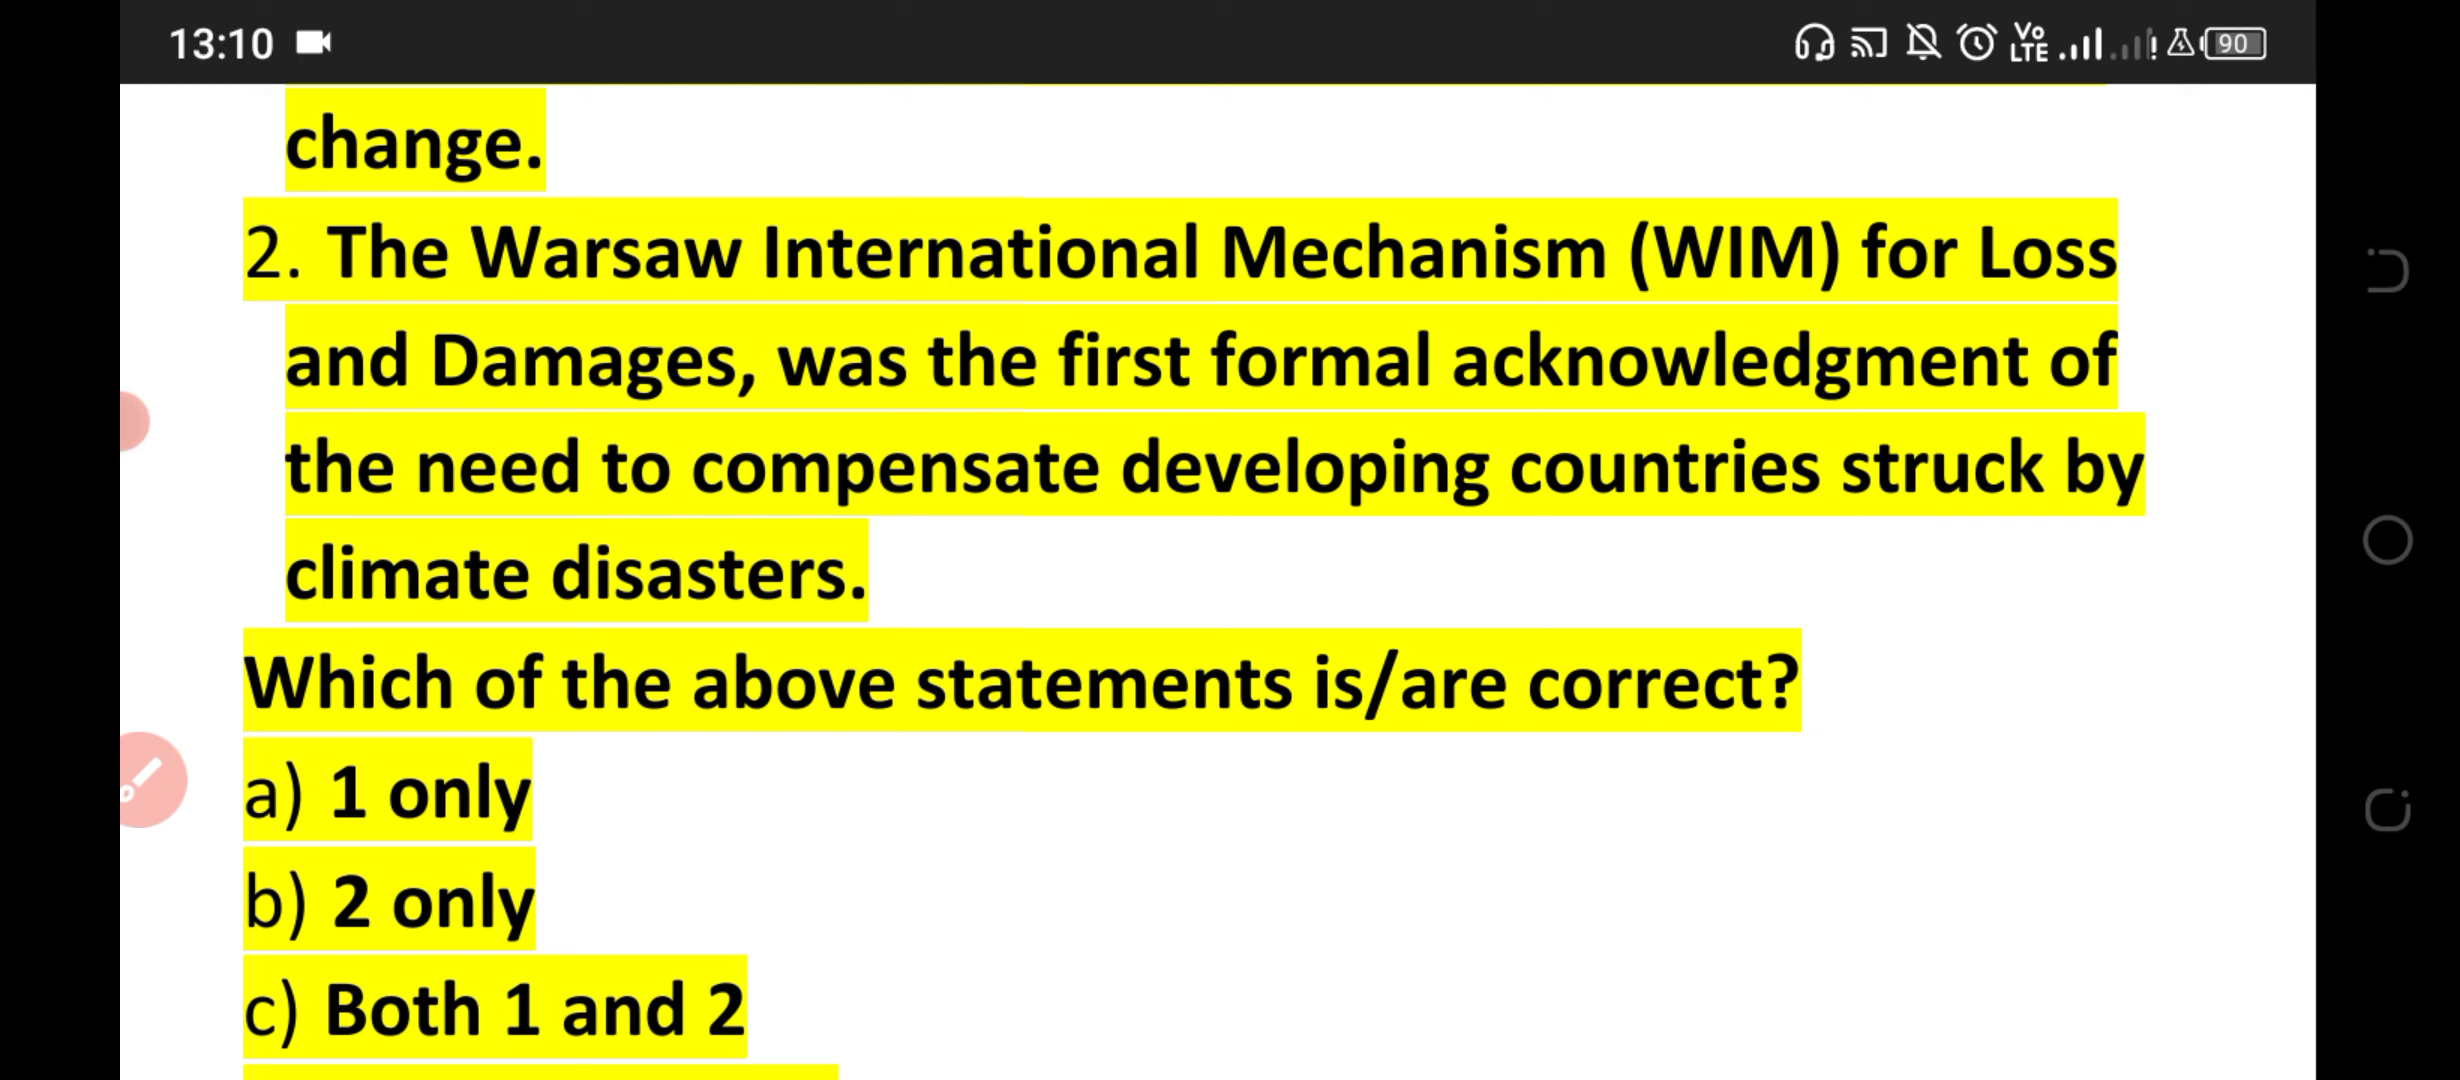 13:10
Vo
LTE
90
change.
2. The Warsaw International Mechanism (WIM) for Loss
and Damages, was the first formal acknowledgment of
the need to compensate developing countries struck by
climate disasters.
Which of the above statements is/are correct?
a) 1 only
b) 2 only
c) Both 1 and 2